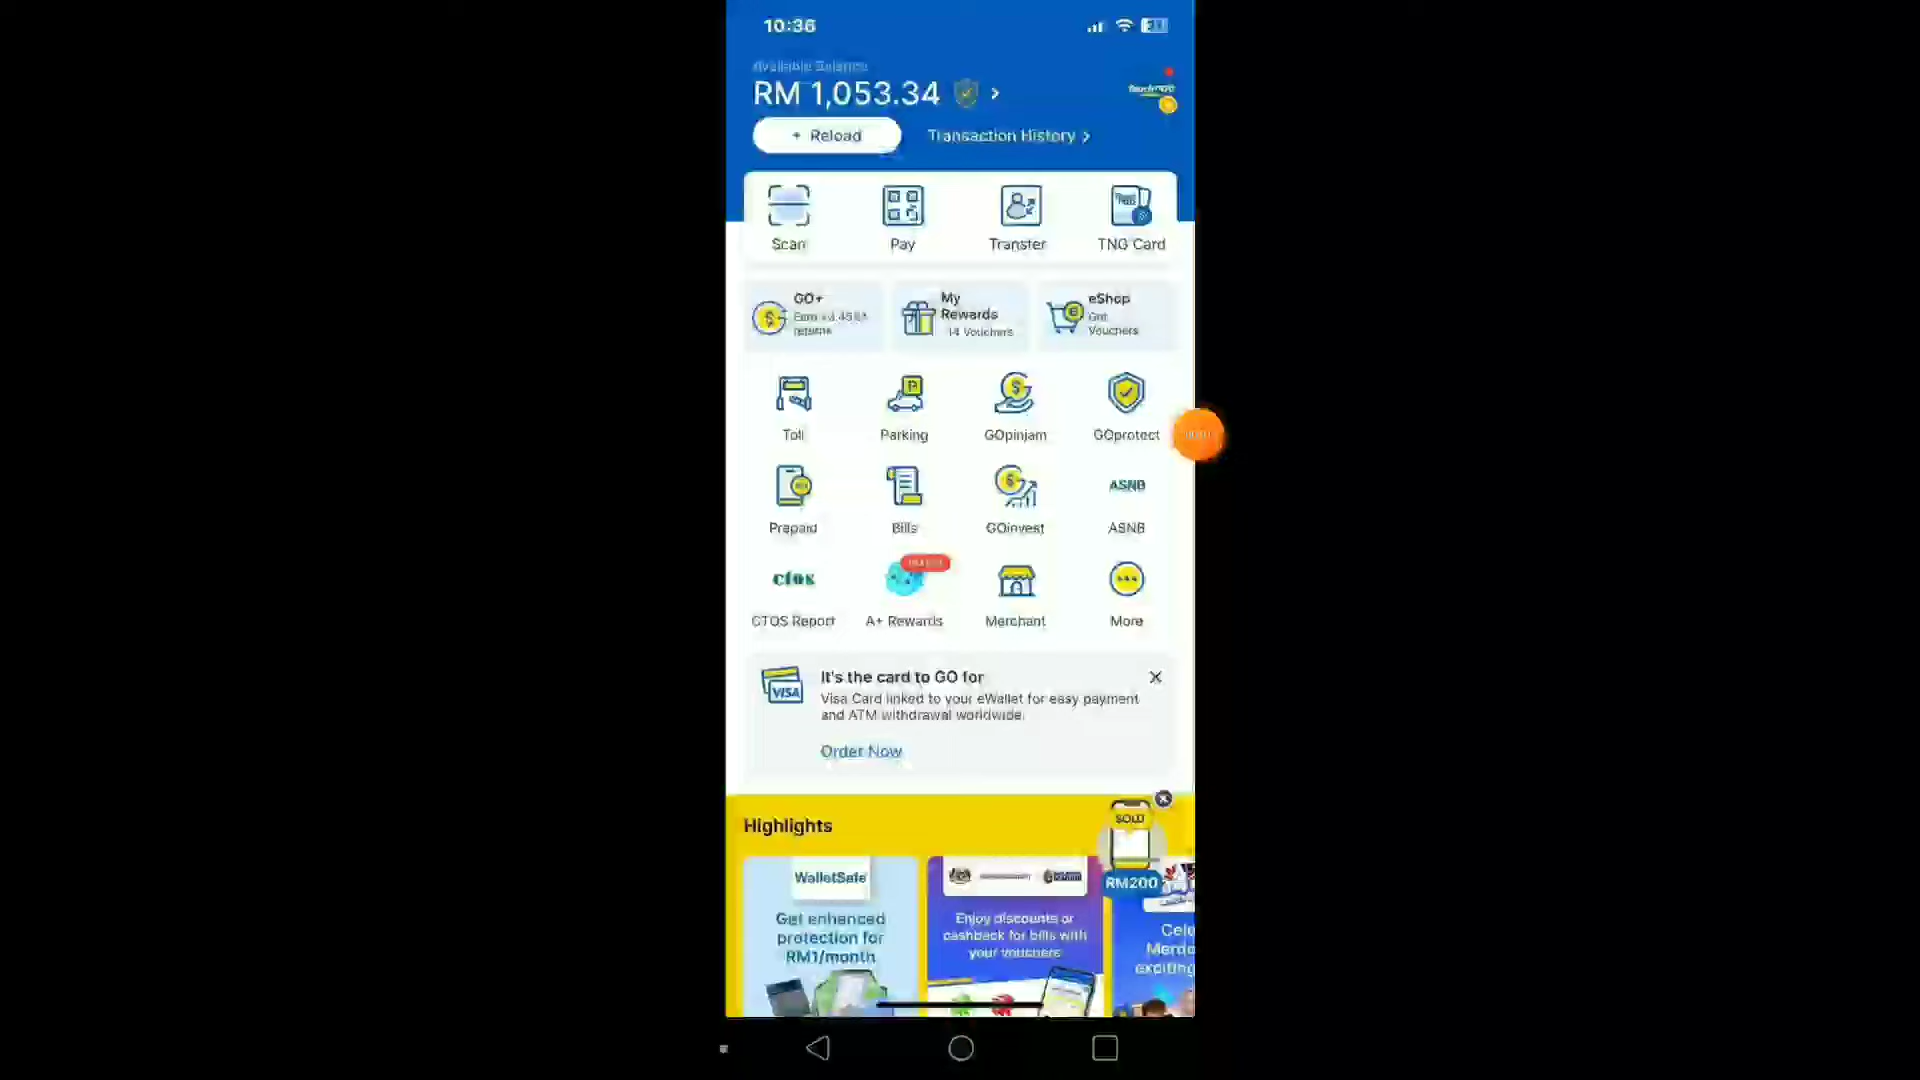 10:36
Available Balance
RM 1,053.34
+ Reload
Transaction History
Scan
Pay
Transfer
TNG Card
GO+
Earn
returns
My
Rewards
14 Vouchers
eShop
Get
Vouchers
Toll
Parking
GOpinjam
GOprotect
Prepaid
Bills
GOinvest
ASNB
ASNB
ctos
CTOS Report
A+ Rewards
Merchant
More
It's the card to GO for
VISA
Visa Card linked to your eWallet for easy payment
and ATM withdrawal worldwide.
Order Now
Highlights
SOLD
RM200
WalletSafe
Get enhanced
protection for
RM1/month
Enjoy discounts or
cashback for bills with
your vouchers
Cele
Merd
exciting